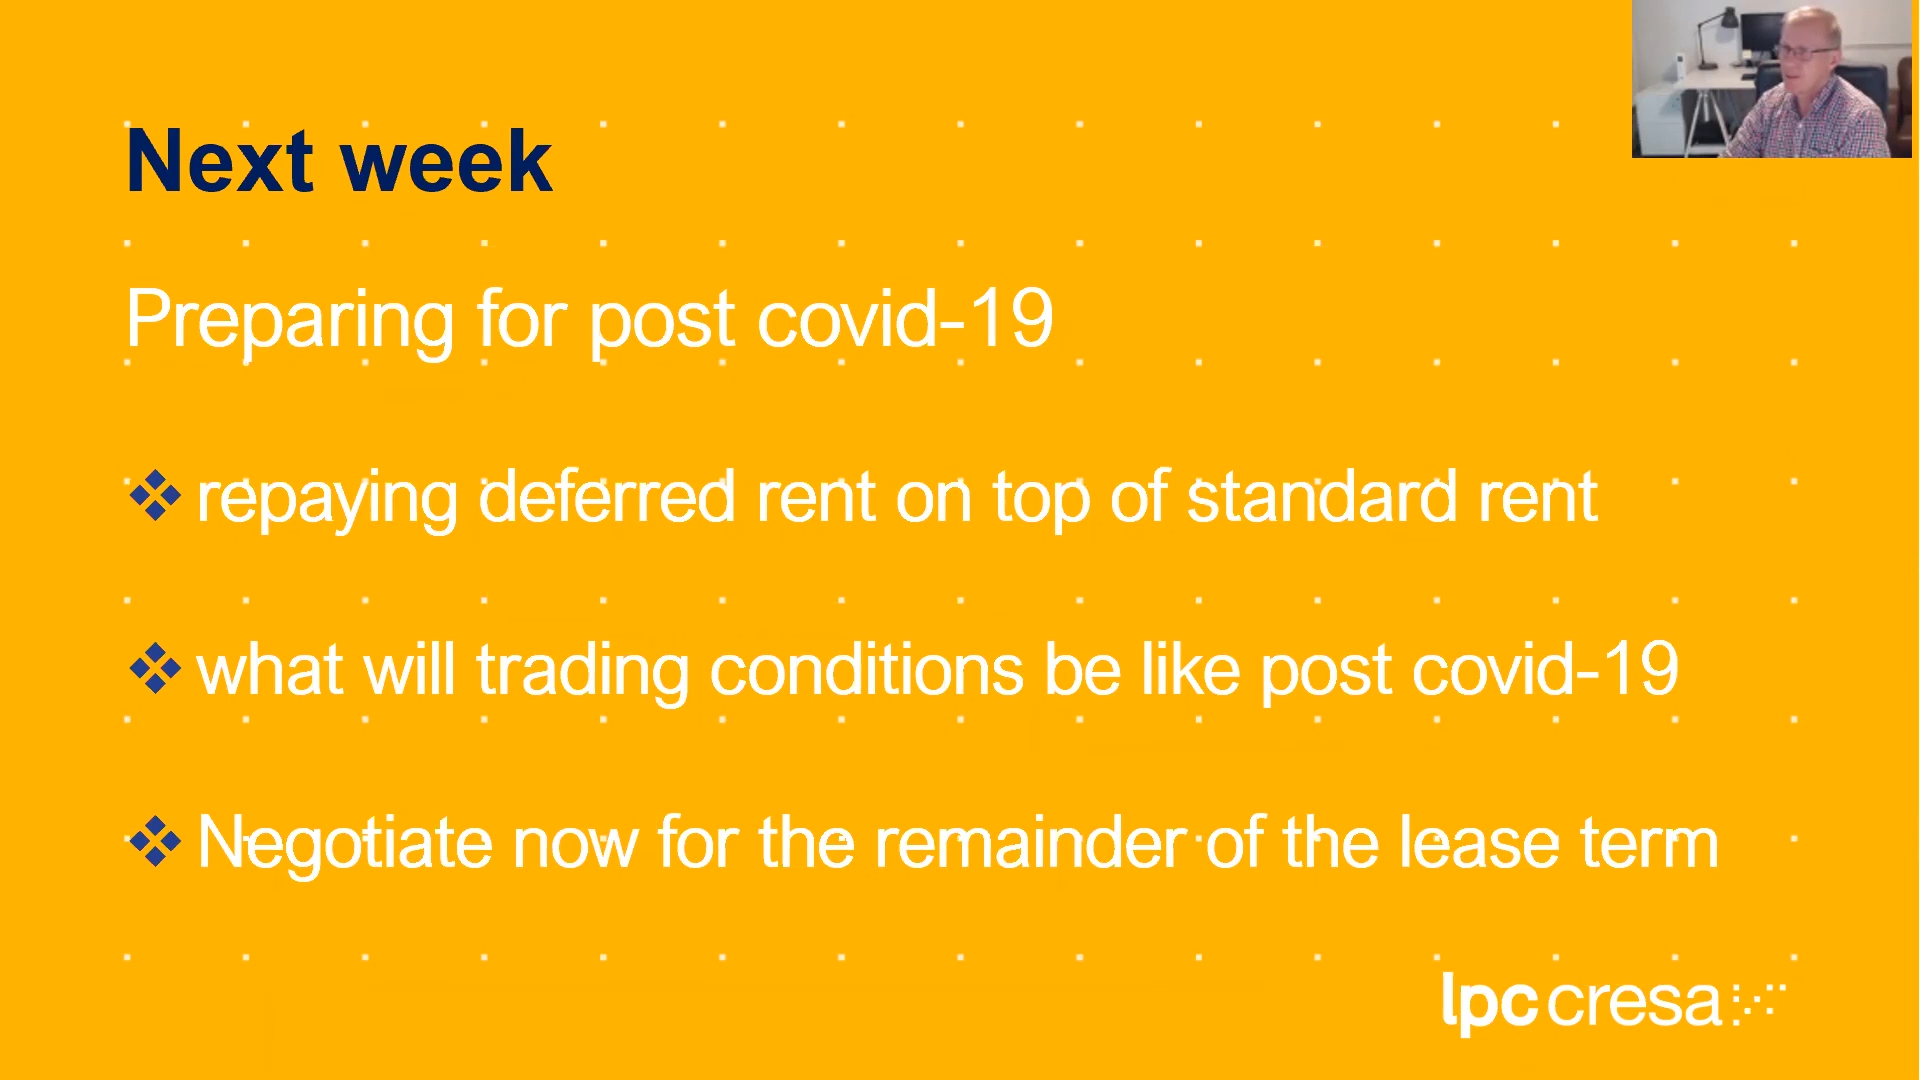 Next week
Preparing for post covid-19
repaying deferred rent on top of standard rent
what will trading conditions be like post covid-19
Negotiate now for the remainder of the lease term
lpc cresa